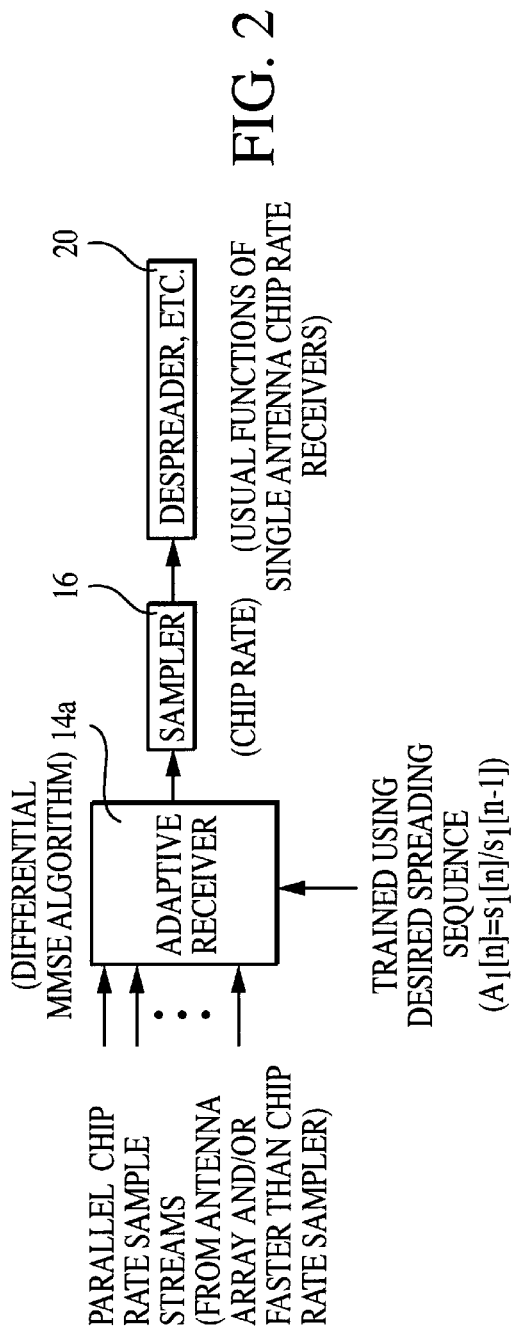 PARALLEL CHIP
RATE SAMPLE
STREAMS
(FROM ANTENNA
ARRAY AND/OR
FASTER THAN CHIP
RATE SAMPLER)
(DIFFERENTIAL
MMSE ALGORITHM)
14a
ADAPTIVE
RECEIVER
TRAINED USING
DESIRED SPREADING
SEQUENCE
(A₁[n]=s₁[n]/s₁[n-1])
16
SAMPLER
(CHIP RATE)
20
DESPREADER, ETC.
(USUAL FUNCTIONS OF
SINGLE ANTENNA CHIP RATE
RECEIVERS)
FIG. 2